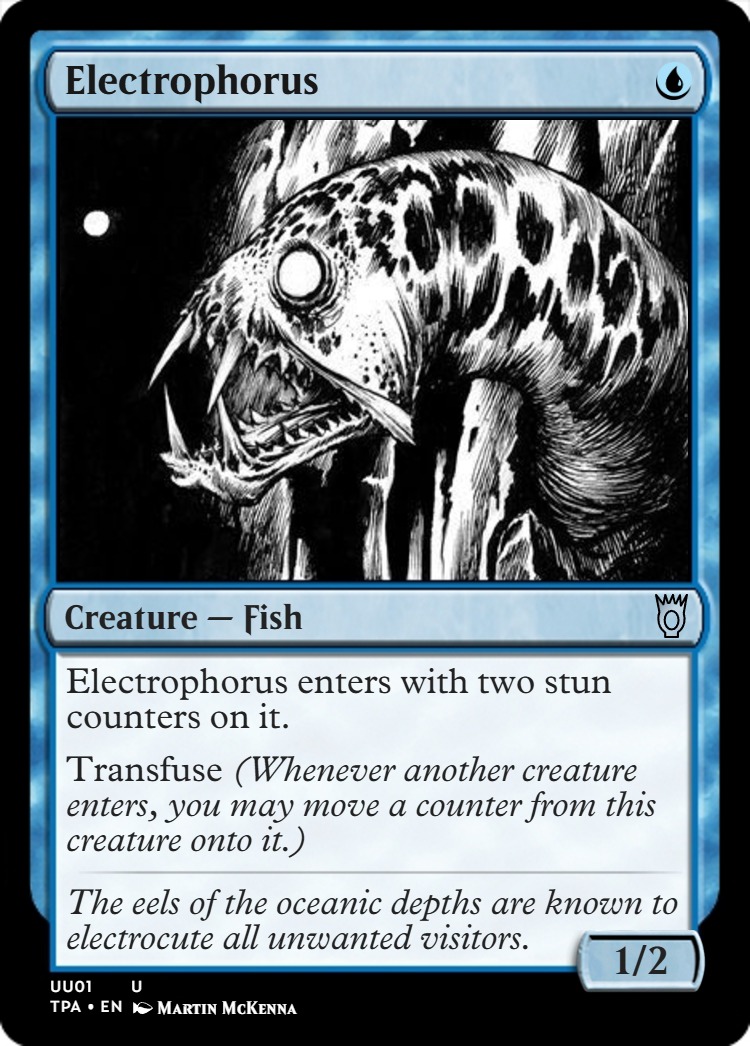 Electrophorus
Creature — Fish
Electrophorus enters with two stun
counters on it.
Transfuse (Whenever another creature
enters, you may move a counter from this
creature onto it.)
The eels of the oceanic depths are known to
electrocute all unwanted visitors.
1/2
UU01 U
TPA • EN Martin McKenna